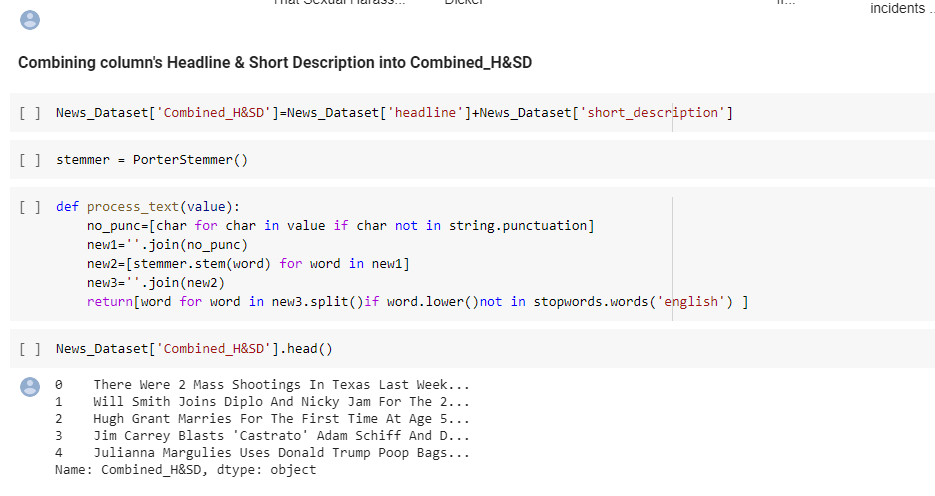 That Sexual Harass... Dicker If...
incidents ..
Combining column's Headline & Short Description into Combined_H&SD
[ ] News_Dataset['Combined_H&SD']=News_Dataset['headline']+News_Dataset['short_description']
[ ] stemmer = PorterStemmer()
[ ] def process_text(value):
no_punc=[char for char in value if char not in string.punctuation]
new1=''.join(no_punc)
new2=[stemmer.stem(word) for word in new1]
new3=''.join(new2)
return[word for word in new3.split()if word.lower()not in stopwords.words('english') ]
[ ] News_Dataset['Combined_H&SD'].head()
0 There Were 2 Mass Shootings In Texas Last Week...
1 Will Smith Joins Diplo And Nicky Jam For The 2...
2 Hugh Grant Marries For The First Time At Age 5...
3 Jim Carrey Blasts 'Castrato' Adam Schiff And D...
4 Julianna Margulies Uses Donald Trump Poop Bags...
Name: Combined_H&SD, dtype: object